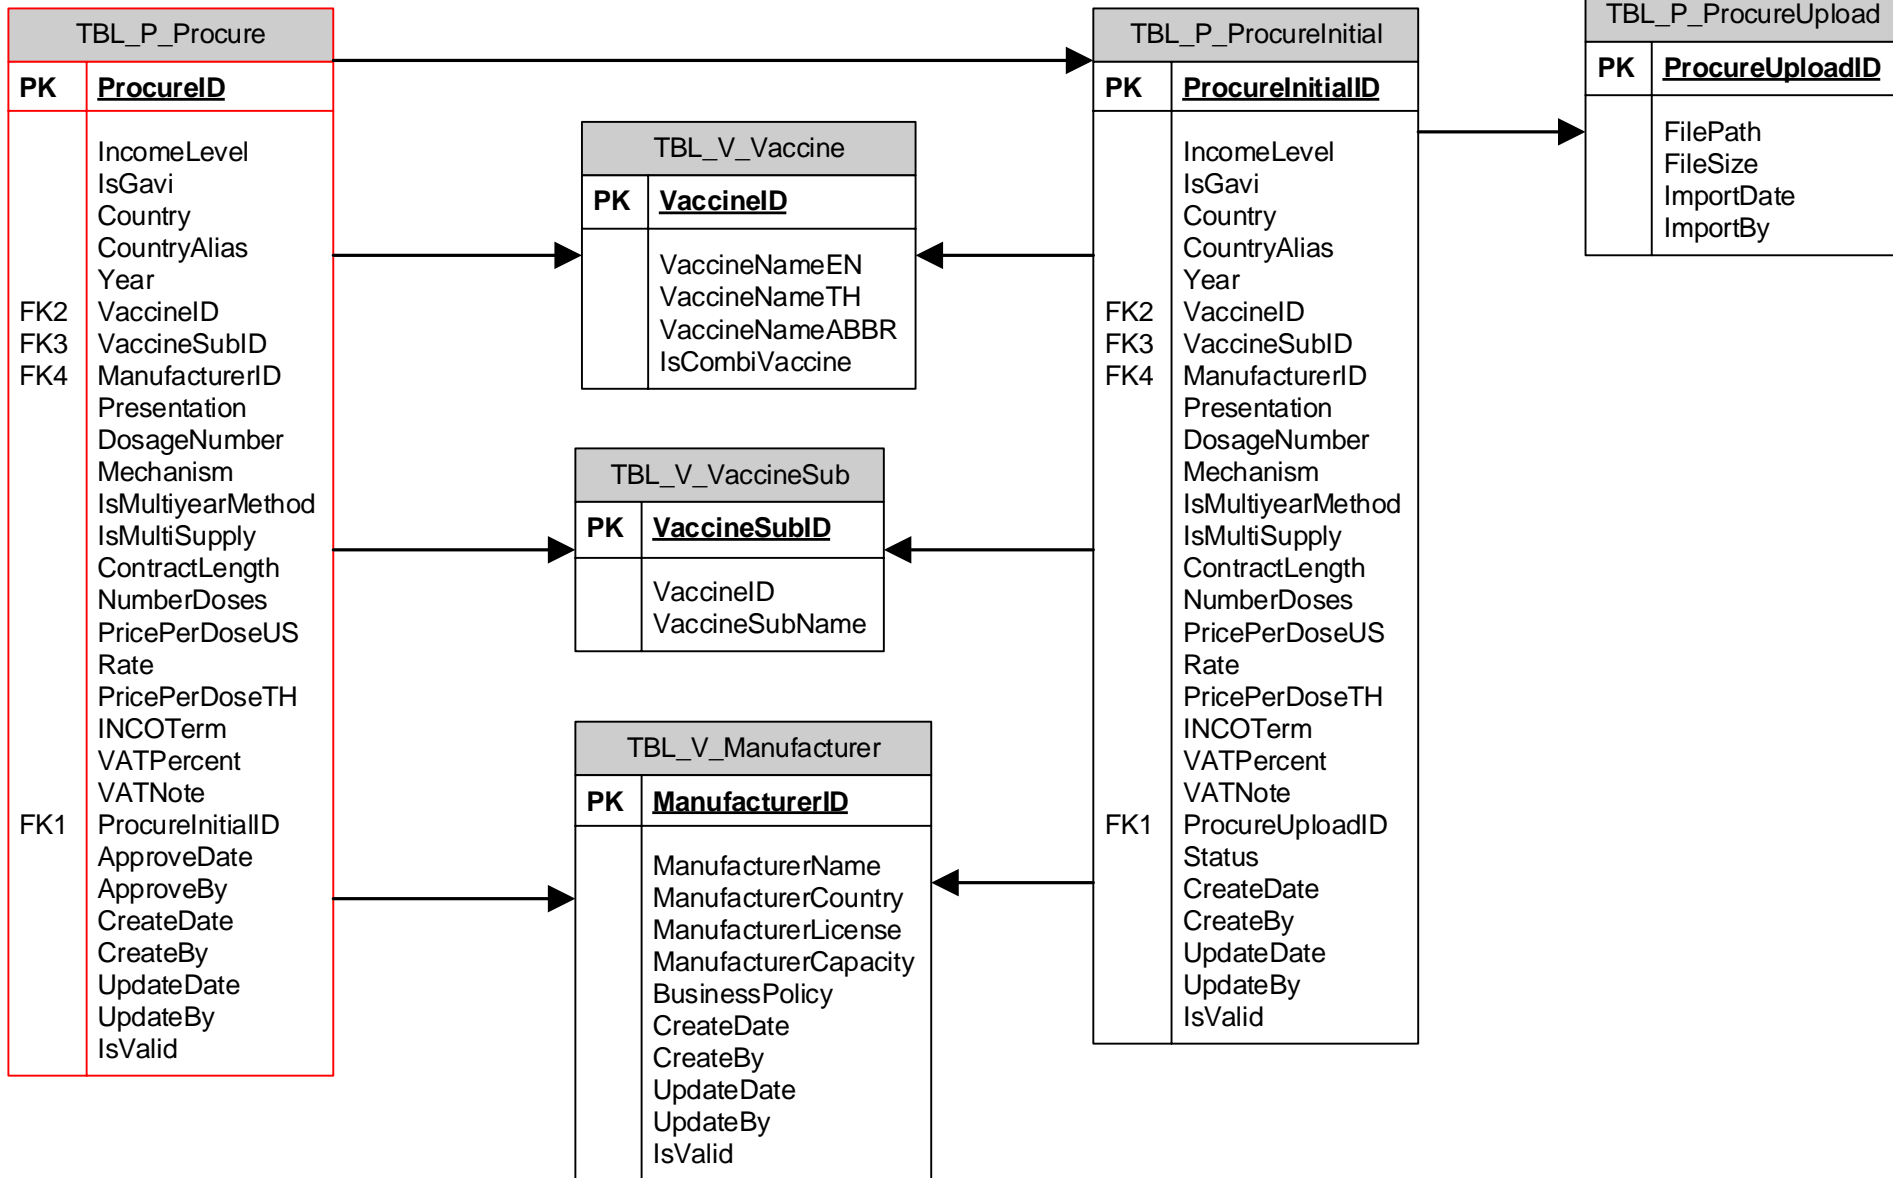 TBL_P_Procure
PK ProcureID
IncomeLevel
IsGavi
Country
CountryAlias
Year
FK2 VaccineID
FK3 VaccineSubID
FK4 ManufacturerID
Presentation
DosageNumber
Mechanism
IsMultiyearMethod
IsMultiSupply
ContractLength
NumberDoses
PricePerDoseUS
Rate
PricePerDoseTH
INCOTerm
VATPercent
VATNote
FK1 ProcureInitialID
ApproveDate
ApproveBy
CreateDate
CreateBy
UpdateDate
UpdateBy
IsValid
TBL_V_Vaccine
PK VaccineID
VaccineNameEN
VaccineNameTH
VaccineNameABBR
IsCombiVaccine
TBL_V_VaccineSub
PK VaccineSubID
VaccineID
VaccineSubName
TBL_V_Manufacturer
PK ManufacturerID
ManufacturerName
ManufacturerCountry
ManufacturerLicense
ManufacturerCapacity
BusinessPolicy
CreateDate
CreateBy
UpdateDate
UpdateBy
IsValid
TBL_P_ProcureInitial
PK ProcureInitialID
IncomeLevel
IsGavi
Country
CountryAlias
Year
FK2 VaccineID
FK3 VaccineSubID
FK4 ManufacturerID
Presentation
DosageNumber
Mechanism
IsMultiyearMethod
IsMultiSupply
ContractLength
NumberDoses
PricePerDoseUS
Rate
PricePerDoseTH
INCOTerm
VATPercent
VATNote
FK1 ProcureUploadID
Status
CreateDate
CreateBy
UpdateDate
UpdateBy
IsValid
TBL_P_ProcureUpload
PK ProcureUploadID
FilePath
FileSize
ImportDate
ImportBy